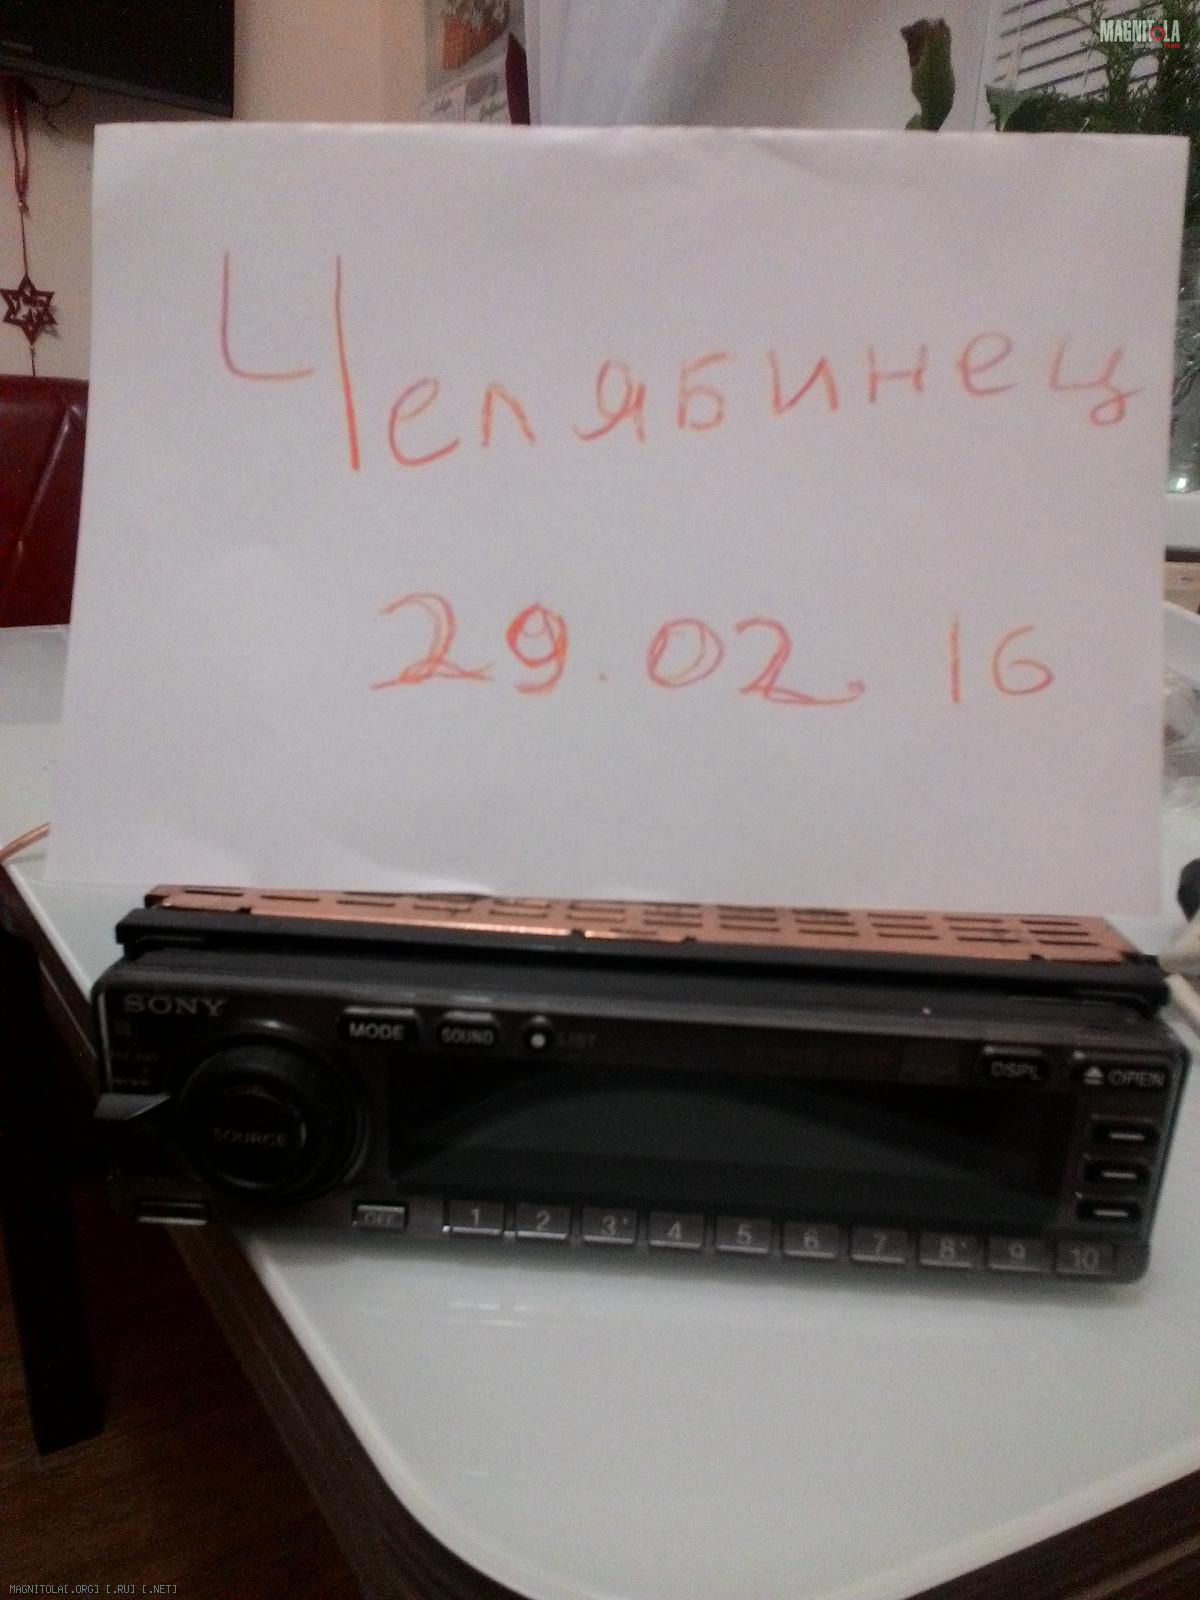 MAGNITOLA
Челябинец
29.02.16
SONY
MODE
SOUND
LIST
DSPL
OPEN
SOURCE
OFF
1 2 3 4 5 6 7 8 9 10
MAGNITOLA[.ORG] [.RU] [.NET]